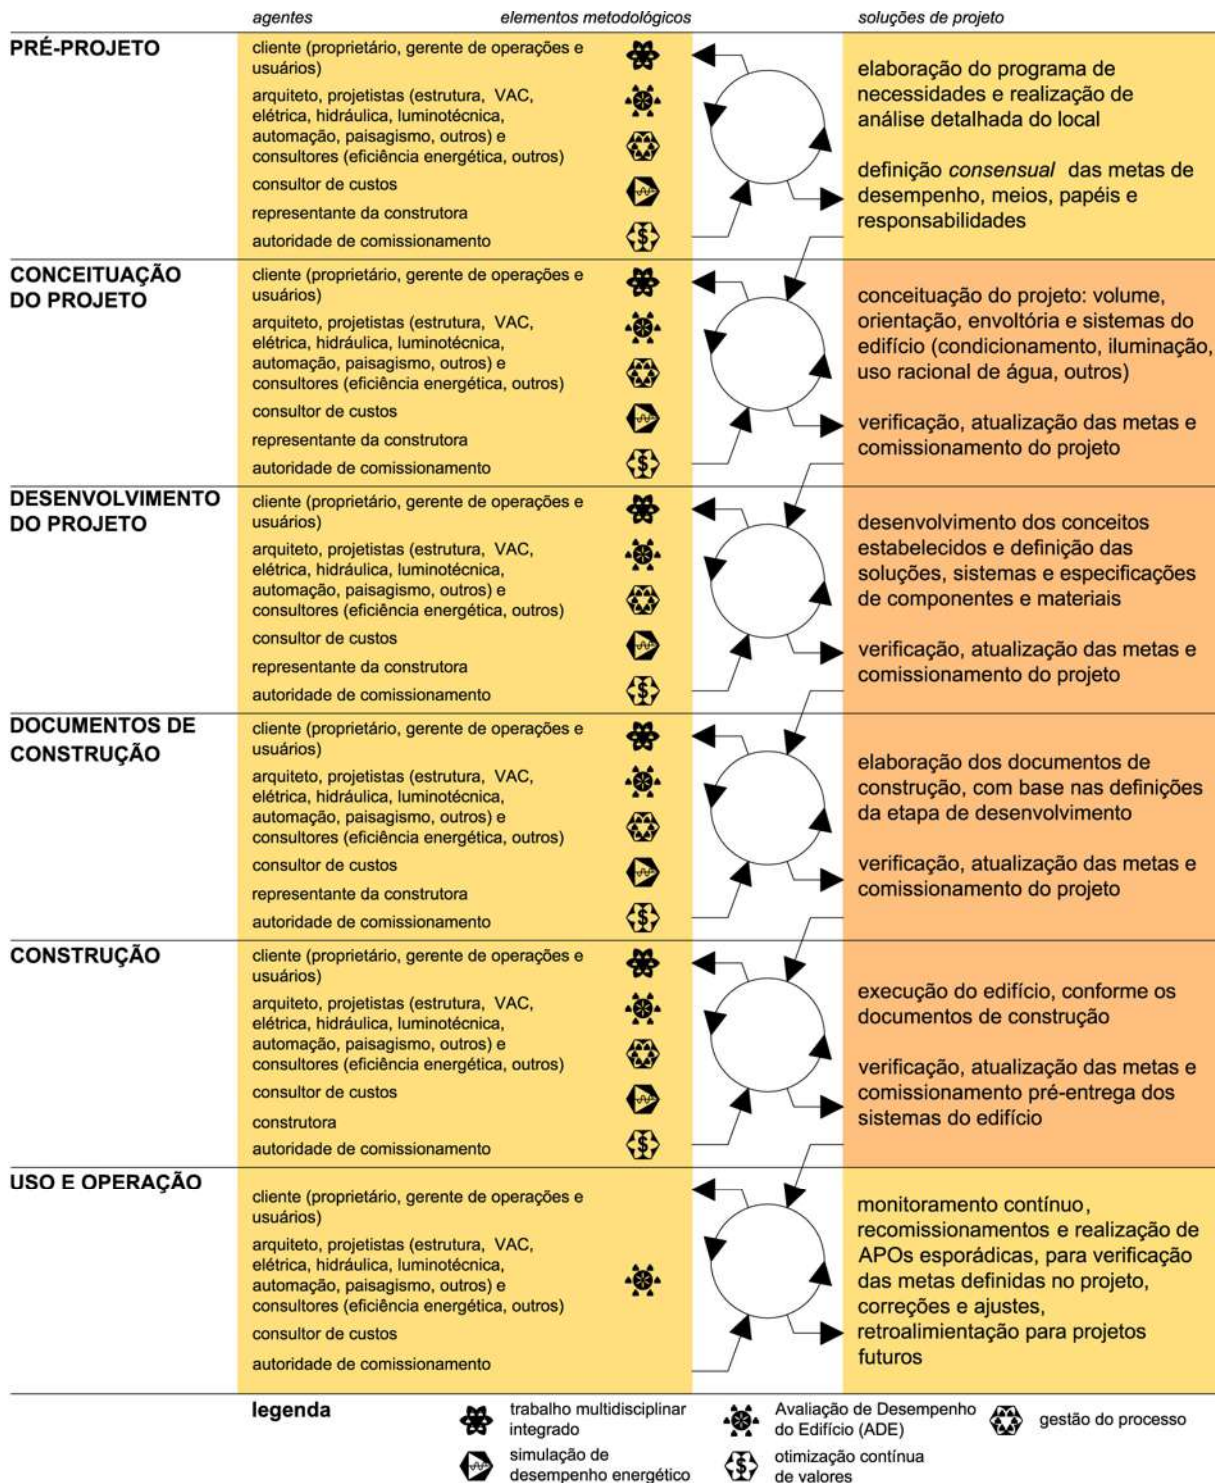 agentes
elementos metodológicos
soluções de projeto
PRÉ-PROJETO
cliente (proprietário, gerente de operações e
usuários)
arquiteto, projetistas (estrutura, VAC,
elétrica, hidráulica, luminotécnica,
automação, paisagismo, outros) e
consultores (eficiência energética, outros)
consultor de custos
representante da construtora
autoridade de comissionamento
elaboração do programa de
necessidades e realização de
análise detalhada do local
definição consensual das metas de
desempenho, meios, papéis e
responsabilidades
CONCEITUAÇÃO
DO PROJETO
cliente (proprietário, gerente de operações e
usuários)
arquiteto, projetistas (estrutura, VAC,
elétrica, hidráulica, luminotécnica,
automação, paisagismo, outros) e
consultores (eficiência energética, outros)
consultor de custos
representante da construtora
autoridade de comissionamento
conceituação do projeto: volume,
orientação, envoltória e sistemas do
edifício (condicionamento, iluminação,
uso racional de água, outros)
verificação, atualização das metas e
comissionamento do projeto
DESENVOLVIMENTO
DO PROJETO
cliente (proprietário, gerente de operações e
usuários)
arquiteto, projetistas (estrutura, VAC,
elétrica, hidráulica, luminotécnica,
automação, paisagismo, outros) e
consultores (eficiência energética, outros)
consultor de custos
representante da construtora
autoridade de comissionamento
desenvolvimento dos conceitos
estabelecidos e definição das
soluções, sistemas e especificações
de componentes e materiais
verificação, atualização das metas e
comissionamento do projeto
DOCUMENTOS DE
CONSTRUÇÃO
cliente (proprietário, gerente de operações e
usuários)
arquiteto, projetistas (estrutura, VAC,
elétrica, hidráulica, luminotécnica,
automação, paisagismo, outros) e
consultores (eficiência energética, outros)
consultor de custos
representante da construtora
autoridade de comissionamento
elaboração dos documentos de
construção, com base nas definições
da etapa de desenvolvimento
verificação, atualização das metas e
comissionamento do projeto
CONSTRUÇÃO
cliente (proprietário, gerente de operações e
usuários)
arquiteto, projetistas (estrutura, VAC,
elétrica, hidráulica, luminotécnica,
automação, paisagismo, outros) e
consultores (eficiência energética, outros)
consultor de custos
construtora
autoridade de comissionamento
execução do edifício, conforme os
documentos de construção
verificação, atualização das metas e
comissionamento pré-entrega dos
sistemas do edifício
USO E OPERAÇÃO
cliente (proprietário, gerente de operações e
usuários)
arquiteto, projetistas (estrutura, VAC,
elétrica, hidráulica, luminotécnica,
automação, paisagismo, outros) e
consultores (eficiência energética, outros)
consultor de custos
autoridade de comissionamento
monitoramento contínuo,
recomissionamentos e realização de
APOs esporádicas, para verificação
das metas definidas no projeto,
correções e ajustes,
retroalimentação para projetos
futuros
legenda
trabalho multidisciplinar
integrado
Avaliação de Desempenho
do Edifício (ADE)
gestão do processo
simulação de
desempenho energético
otimização contínua
de valores